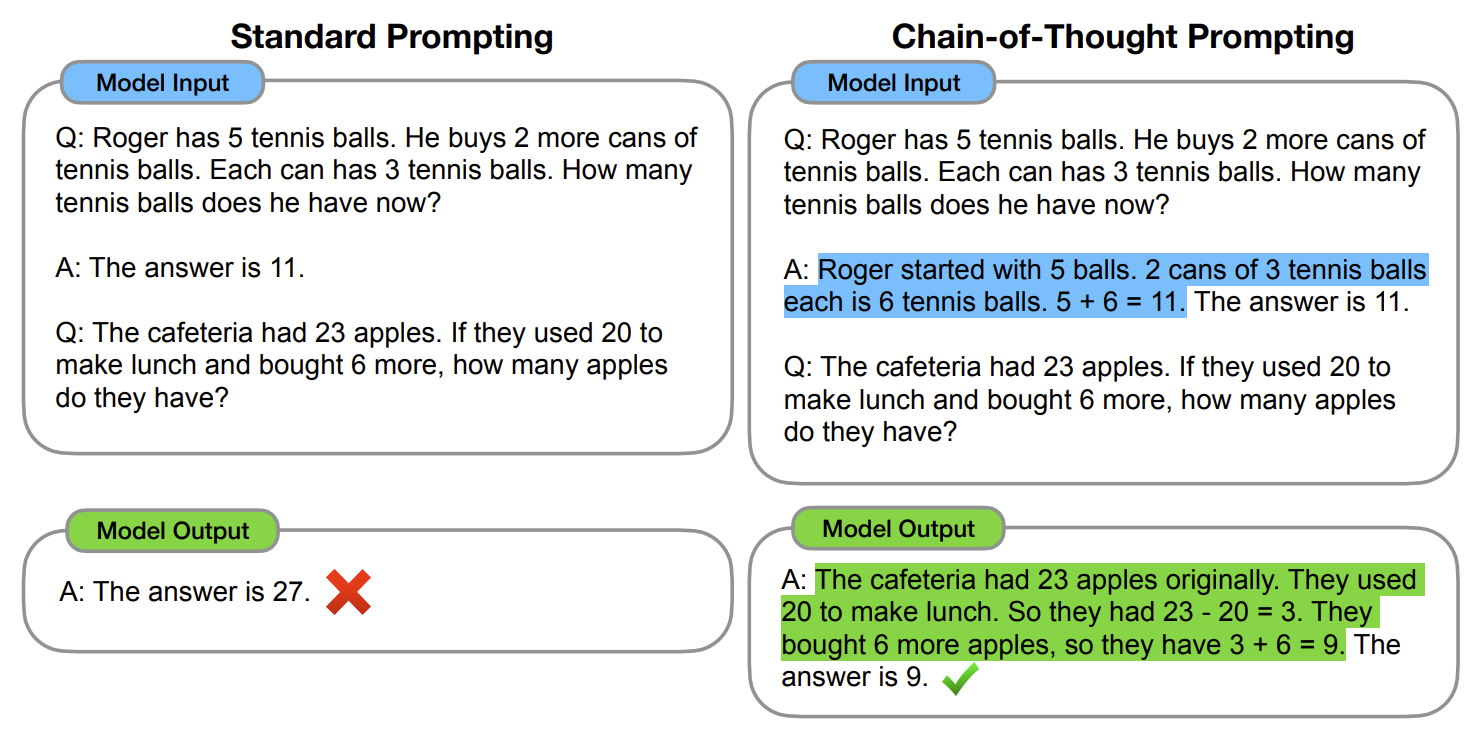 Standard Prompting
Model Input
Q: Roger has 5 tennis balls. He buys 2 more cans of
tennis balls. Each can has 3 tennis balls. How many
tennis balls does he have now?
A: The answer is 11.
Q: The cafeteria had 23 apples. If they used 20 to
make lunch and bought 6 more, how many apples
do they have?
Model Output
A: The answer is 27.
Chain-of-Thought Prompting
Model Input
Q: Roger has 5 tennis balls. He buys 2 more cans of
tennis balls. Each can has 3 tennis balls. How many
tennis balls does he have now?
A: Roger started with 5 balls. 2 cans of 3 tennis balls
each is 6 tennis balls. 5 + 6 = 11. The answer is 11.
Q: The cafeteria had 23 apples. If they used 20 to
make lunch and bought 6 more, how many apples
do they have?
Model Output
A: The cafeteria had 23 apples originally. They used
20 to make lunch. So they had 23 - 20 = 3. They
bought 6 more apples, so they have 3 + 6 = 9. The
answer is 9.